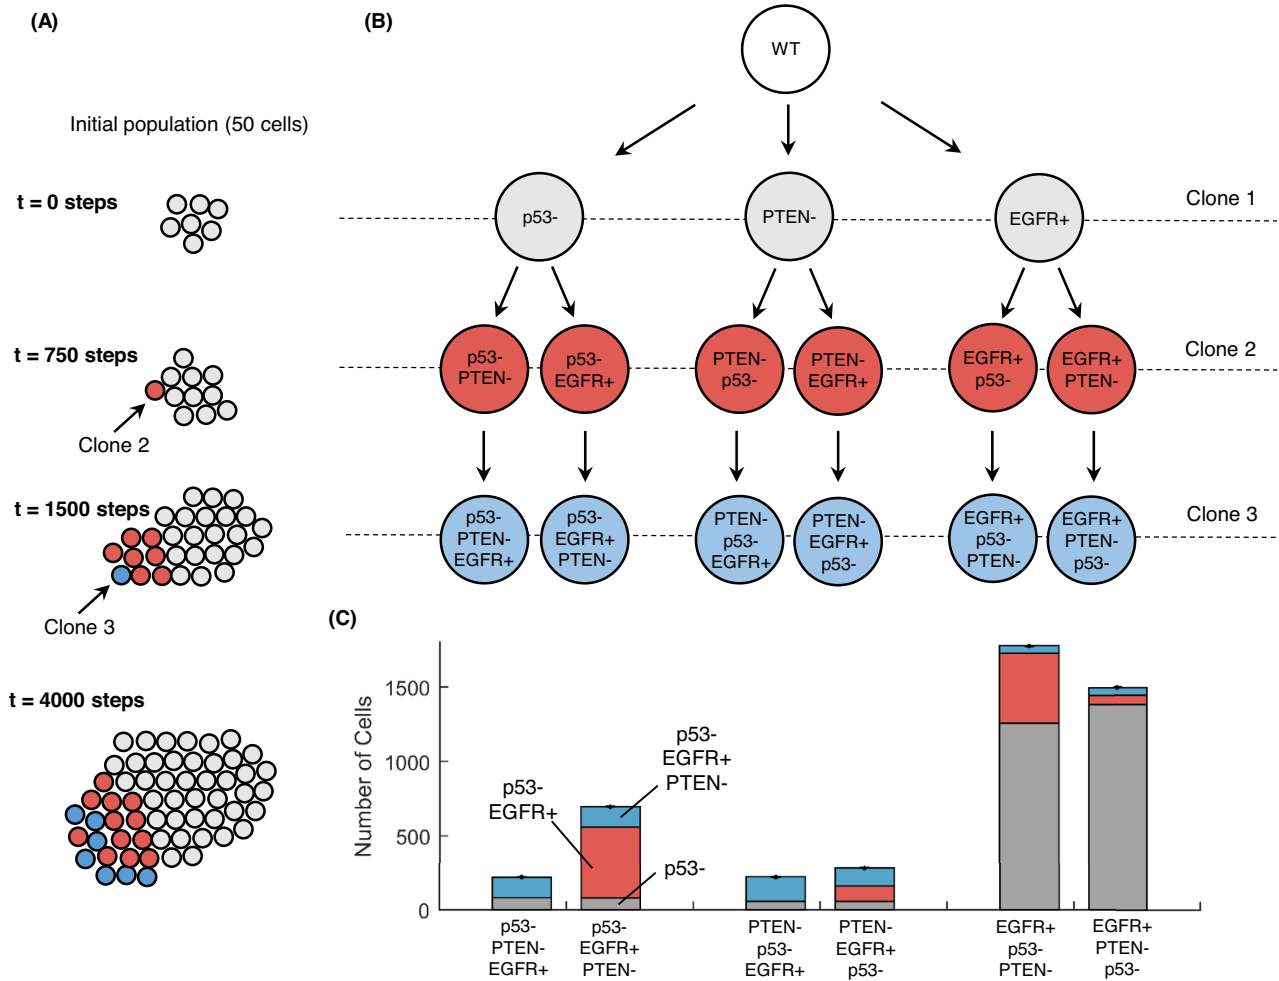 (A)
Initial population (50 cells)
t = 0 steps
t = 750 steps
Clone 2
t = 1500 steps
Clone 3
t = 4000 steps
(B)
WT
Clone 1
p53-
PTEN-
EGFR+
Clone 2
p53-
PTEN-
p53-
EGFR+
PTEN-
p53-
PTEN-
EGFR+
EGFR+
p53-
EGFR+
PTEN-
Clone 3
p53-
PTEN-
EGFR+
p53-
EGFR+
PTEN-
PTEN-
p53-
EGFR+
PTEN-
EGFR+
p53-
EGFR+
p53-
PTEN-
EGFR+
PTEN-
p53-
(C)
Number of Cells
1500
1000
500
0
p53-
EGFR+
p53-
EGFR+
PTEN-
p53-
p53-
PTEN-
EGFR+
p53-
EGFR+
PTEN-
PTEN-
p53-
EGFR+
PTEN-
EGFR+
p53-
EGFR+
p53-
PTEN-
EGFR+
PTEN-
p53-